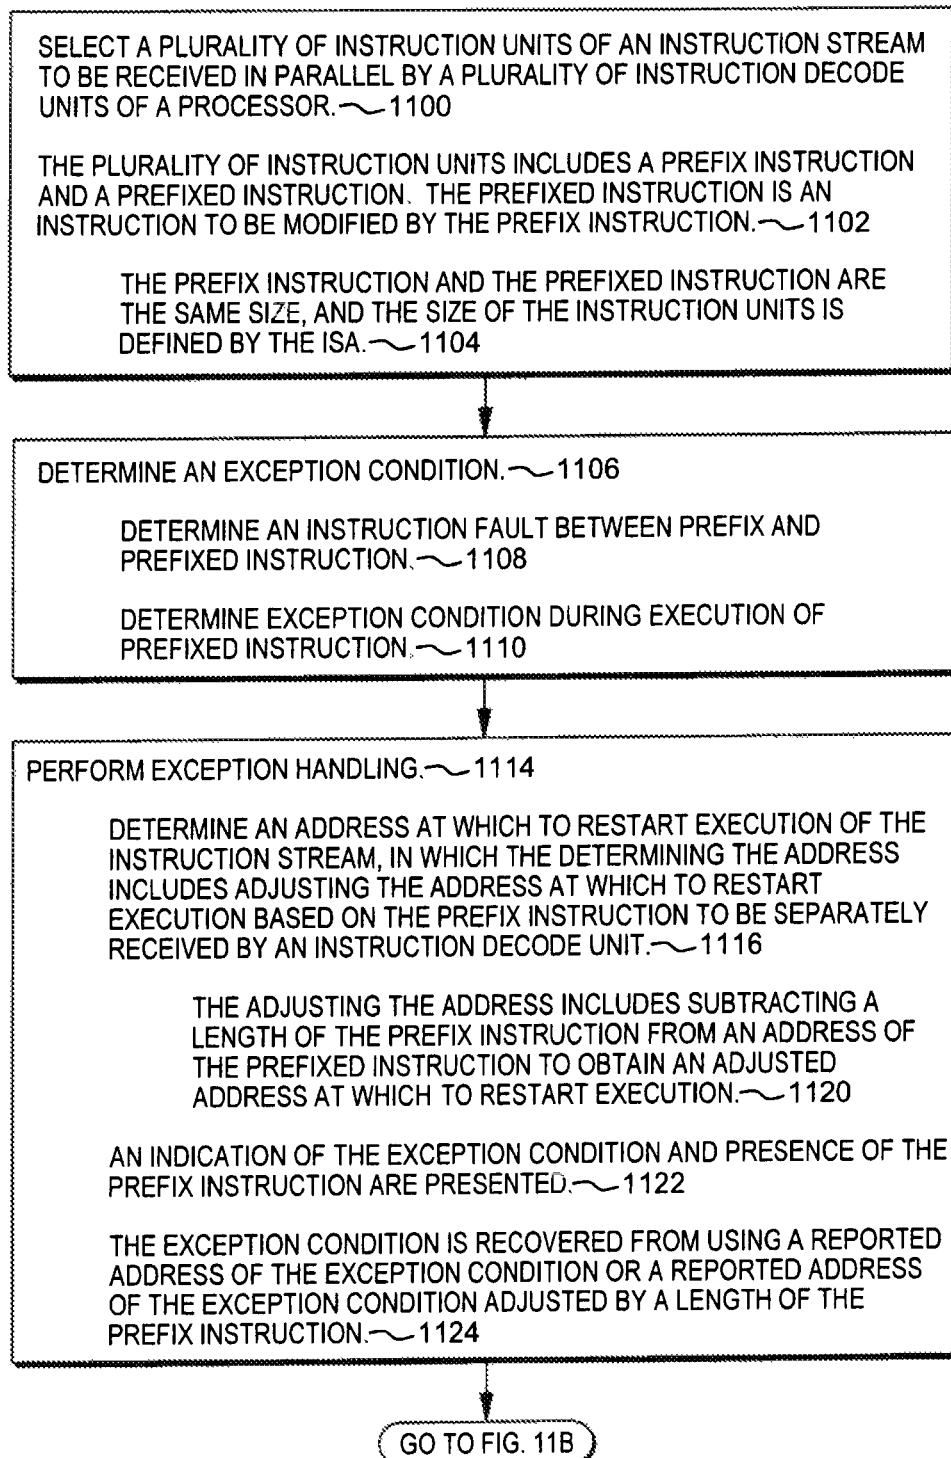 SELECT A PLURALITY OF INSTRUCTION UNITS OF AN INSTRUCTION STREAM
TO BE RECEIVED IN PARALLEL BY A PLURALITY OF INSTRUCTION DECODE
UNITS OF A PROCESSOR.~1100
THE PLURALITY OF INSTRUCTION UNITS INCLUDES A PREFIX INSTRUCTION
AND A PREFIXED INSTRUCTION. THE PREFIXED INSTRUCTION IS AN
INSTRUCTION TO BE MODIFIED BY THE PREFIX INSTRUCTION.~1102
THE PREFIX INSTRUCTION AND THE PREFIXED INSTRUCTION ARE
THE SAME SIZE, AND THE SIZE OF THE INSTRUCTION UNITS IS
DEFINED BY THE ISA.~1104
DETERMINE AN EXCEPTION CONDITION.~1106
DETERMINE AN INSTRUCTION FAULT BETWEEN PREFIX AND
PREFIXED INSTRUCTION.~1108
DETERMINE EXCEPTION CONDITION DURING EXECUTION OF
PREFIXED INSTRUCTION.~1110
PERFORM EXCEPTION HANDLING.~1114
DETERMINE AN ADDRESS AT WHICH TO RESTART EXECUTION OF THE
INSTRUCTION STREAM, IN WHICH THE DETERMINING THE ADDRESS
INCLUDES ADJUSTING THE ADDRESS AT WHICH TO RESTART
EXECUTION BASED ON THE PREFIX INSTRUCTION TO BE SEPARATELY
RECEIVED BY AN INSTRUCTION DECODE UNIT.~1116
THE ADJUSTING THE ADDRESS INCLUDES SUBTRACTING A
LENGTH OF THE PREFIX INSTRUCTION FROM AN ADDRESS OF
THE PREFIXED INSTRUCTION TO OBTAIN AN ADJUSTED
ADDRESS AT WHICH TO RESTART EXECUTION.~1120
AN INDICATION OF THE EXCEPTION CONDITION AND PRESENCE OF THE
PREFIX INSTRUCTION ARE PRESENTED.~1122
THE EXCEPTION CONDITION IS RECOVERED FROM USING A REPORTED
ADDRESS OF THE EXCEPTION CONDITION OR A REPORTED ADDRESS
OF THE EXCEPTION CONDITION ADJUSTED BY A LENGTH OF THE
PREFIX INSTRUCTION.~1124
GO TO FIG. 11B